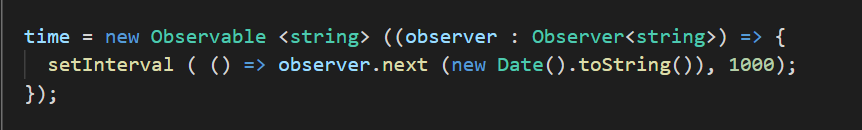 time = new Observable <string> ((observer : Observer<string>) => {
  setInterval ( () => observer.next (new Date().toString()), 1000);
});